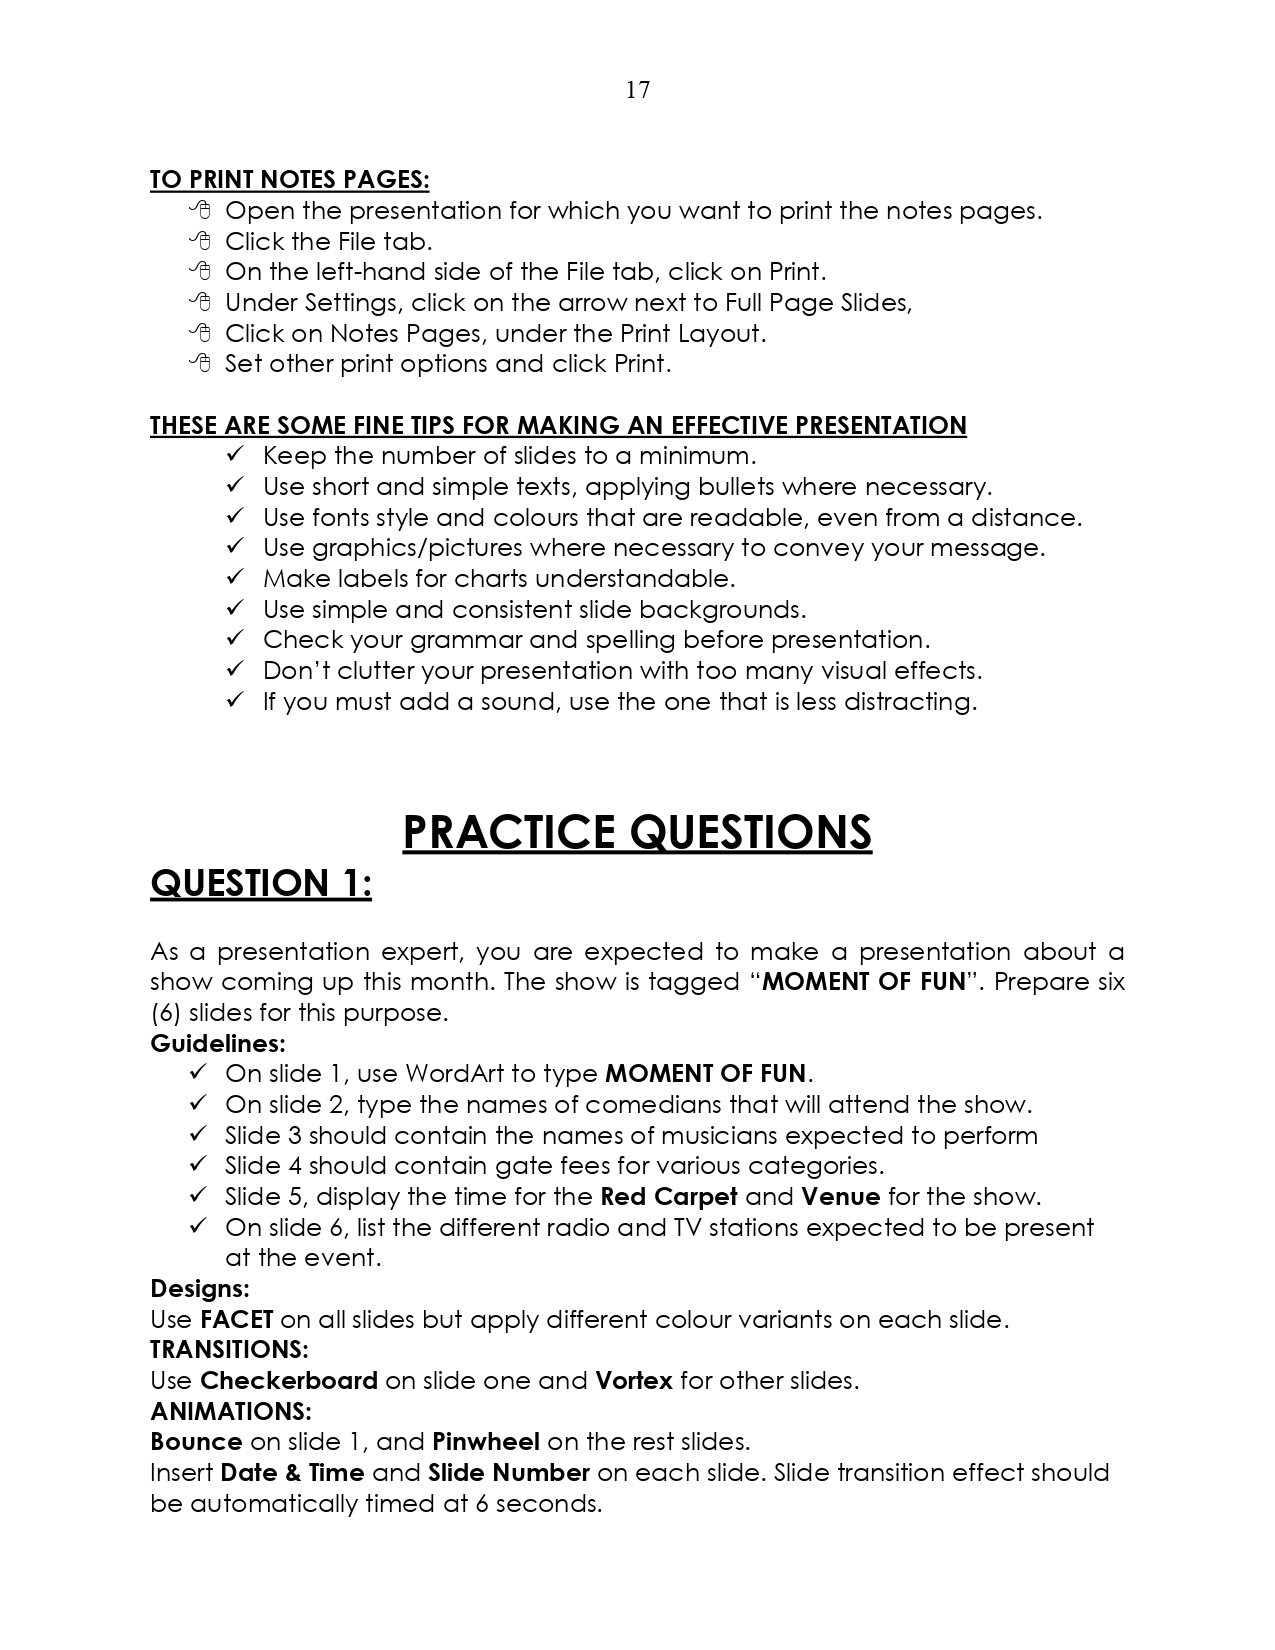 17
TO PRINT NOTES PAGES:
Open the presentation for which you want to print the notes pages.
Click the File tab.
On the left-hand side of the File tab, click on Print.
Under Settings, click on the arrow next to Full Page Slides,
Click on Notes Pages, under the Print Layout.
Set other print options and click Print.
THESE ARE SOME FINE TIPS FOR MAKING AN EFFECTIVE PRESENTATION
✓ Keep the number of slides to a minimum.
✓ Use short and simple texts, applying bullets where necessary.
✓ Use fonts style and colours that are readable, even from a distance.
✓ Use graphics/pictures where necessary to convey your message.
✓ Make labels for charts understandable.
✓ Use simple and consistent slide backgrounds.
✓ Check your grammar and spelling before presentation.
✓ Don't clutter your presentation with too many visual effects.
✓ If you must add a sound, use the one that is less distracting.
PRACTICE QUESTIONS
QUESTION 1:
As a presentation expert, you are expected to make a presentation about a
show coming up this month. The show is tagged “MOMENT OF FUN”. Prepare six
(6) slides for this purpose.
Guidelines:
✓ On slide 1, use WordArt to type MOMENT OF FUN.
✓ On slide 2, type the names of comedians that will attend the show.
✓ Slide 3 should contain the names of musicians expected to perform
✓ Slide 4 should contain gate fees for various categories.
✓ Slide 5, display the time for the Red Carpet and Venue for the show.
✓ On slide 6, list the different radio and TV stations expected to be present
at the event.
Designs:
Use FACET on all slides but apply different colour variants on each slide.
TRANSITIONS:
Use Checkerboard on slide one and Vortex for other slides.
ANIMATIONS:
Bounce on slide 1, and Pinwheel on the rest slides.
Insert Date & Time and Slide Number on each slide. Slide transition effect should
be automatically timed at 6 seconds.